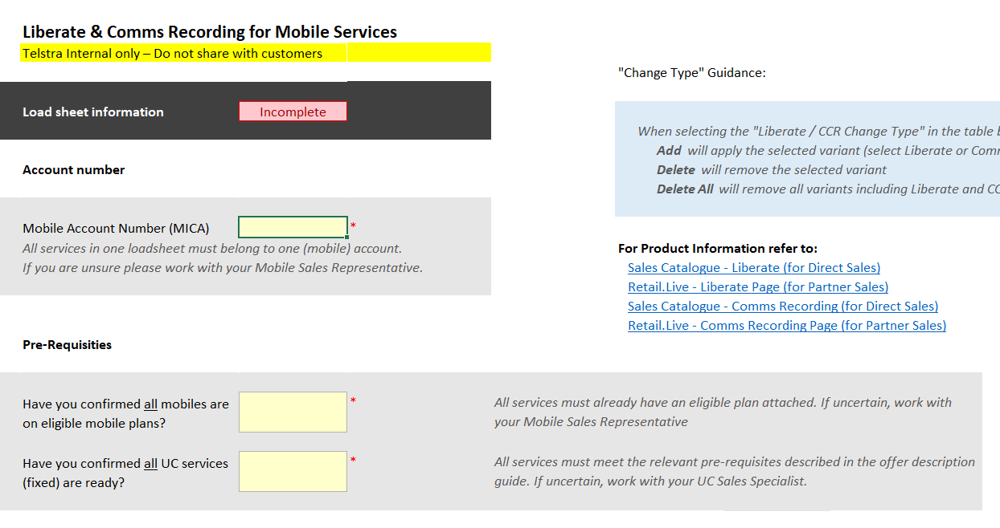 Liberate & Comms Recording for Mobile Services
Telstra Internal only – Do not share with customers
"Change Type" Guidance:
Load sheet information
Incomplete
When selecting the "Liberate / CCR Change Type" in the table
Add will apply the selected variant (select Liberate or
Delete will remove the selected variant
Delete All will remove all variants including Liberate and
Account number
Mobile Account Number (MICA)
*
All services in one loadsheet must belong to one (mobile) account.
If you are unsure please work with your Mobile Sales Representative.
For Product Information refer to:
Sales Catalogue - Liberate (for Direct Sales)
Retail.Live - Liberate Page (for Partner Sales)
Sales Catalogue - Comms Recording (for Direct Sales)
Retail.Live - Comms Recording Page (for Partner Sales)
Pre-Requisities
Have you confirmed all mobiles are
on eligible mobile plans?
*
All services must already have an eligible plan attached. If uncertain, work with
your Mobile Sales Representative
Have you confirmed all UC services
(fixed) are ready?
*
All services must meet the relevant pre-requisites described in the offer description
guide. If uncertain, work with your UC Sales Specialist.